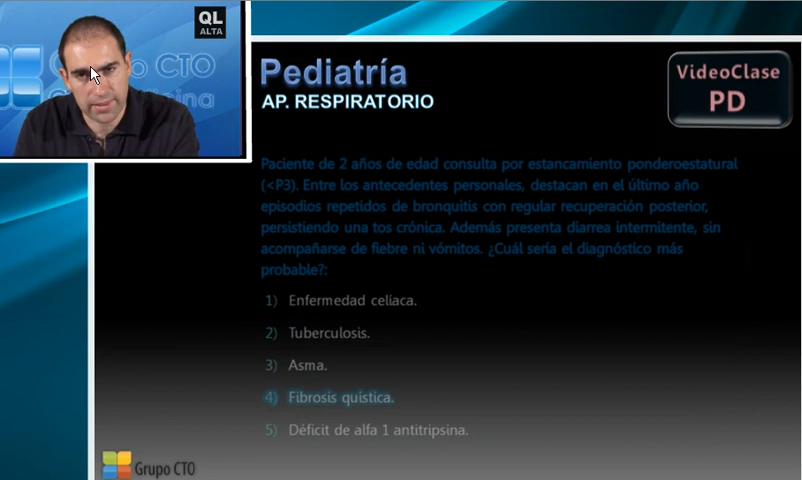 QL
ALTA
CTO
Pediatría
AP. RESPIRATORIO
VideoClase
PD
Paciente de 2 años de edad consulta por estancamiento ponderoestatural
(<P3). Entre los antecedentes personales, destacan en el último año
episodios repetidos de bronquitis con regular recuperación posterior,
persistiendo una tos crónica. Además presenta diarrea intermitente, sin
acompañarse de fiebre ni vómitos. ¿Cuál sería el diagnóstico más
probable?:
1) Enfermedad celíaca.
2) Tuberculosis.
3) Asma.
4) Fibrosis quística.
5) Déficit de alfa 1 antitripsina.
Grupo CTO